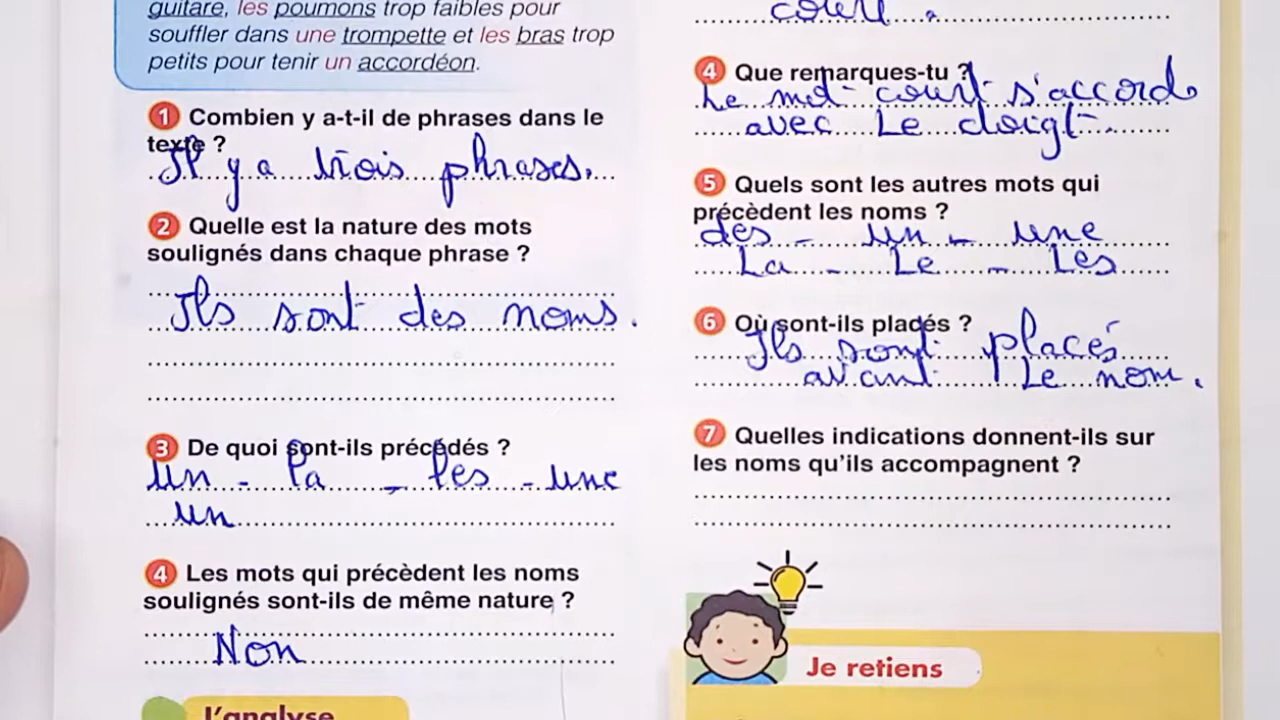 guitare, les poumons trop faibles pour
souffler dans une trompette et les bras trop
petits pour tenir un accordéon.
1 Combien y a-t-il de phrases dans le
texte ?
Il y a trois phrases.
2 Quelle est la nature des mots
soulignés dans chaque phrase ?
Ils sont des noms.
3 De quoi sont-ils précédés ?
un - la - les - une
un
4 Les mots qui précèdent les noms
soulignés sont-ils de même nature ?
Non
L'analyse
court .
4 Que remarques-tu ?
Le mot court s'accord
avec Le doigt.
5 Quels sont les autres mots qui
précèdent les noms ?
des - un - une
La - Le - Les
6 Où sont-ils placés ?
Ils sont placés
avant Le nom.
7 Quelles indications donnent-ils sur
les noms qu'ils accompagnent ?
Je retiens